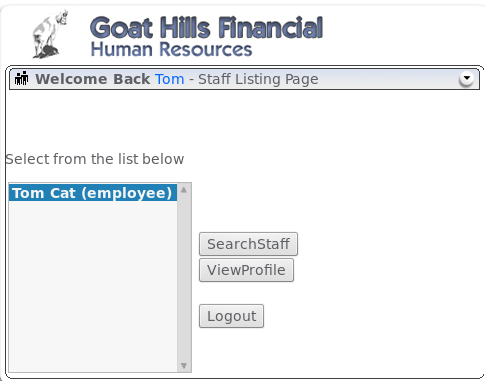 Goat Hills Financial
Human Resources
Welcome Back Tom - Staff Listing Page
Select from the list below
Tom Cat (employee)
SearchStaff
ViewProfile
Logout